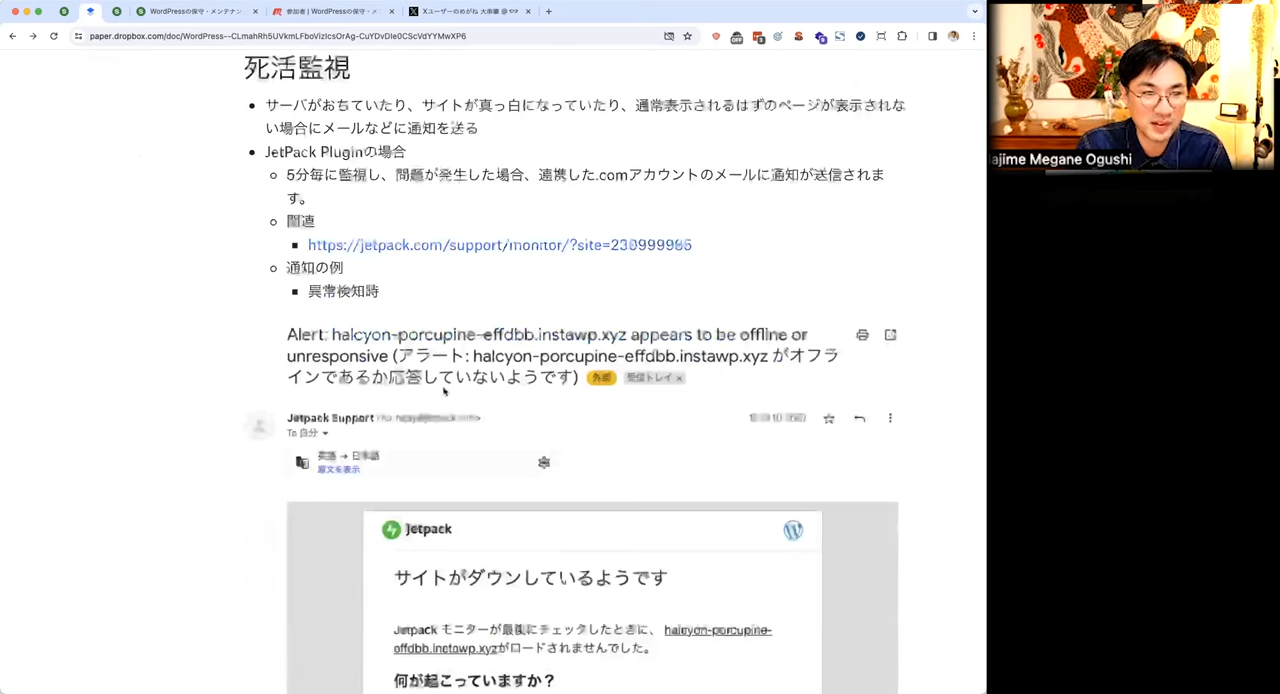 WordPressの保守・メンテナン
参加者 | WordPressの保守・メ
Xユーザーのめがね 大串肇
paper.dropbox.com/doc/WordPress--CLmahRh5UVkmLFboVizIcsOrAg-CuYDvDIe0CScVdYYMwXP6
OFF
死活監視
サーバがおちていたり、サイトが真っ白になっていたり、通常表示されるはずのページが表示されな
い場合にメールなどに通知を送る
JetPack Pluginの場合
5分毎に監視し、問題が発生した場合、連携した.comアカウントのメールに通知が送信されま
す。
関連
https://jetpack.com/support/monitor/?site=230999995
通知の例
異常検知時
Alert: halcyon-porcupine-effdbb.instawp.xyz appears to be offline or
unresponsive (アラート: halcyon-porcupine-effdbb.instawp.xyz がオフラ
インであるか応答していないようです) 外部 受信トレイ ×
Jetpack Support
To 自分
英語 → 日本語
原文を表示
Jetpack
サイトがダウンしているようです
Jetpack モニターが最後にチェックしたときに、 halcyon-porcupine-
effdbb.instawp.xyzがロードされませんでした。
何が起こっていますか？
ajime Megane Ogushi